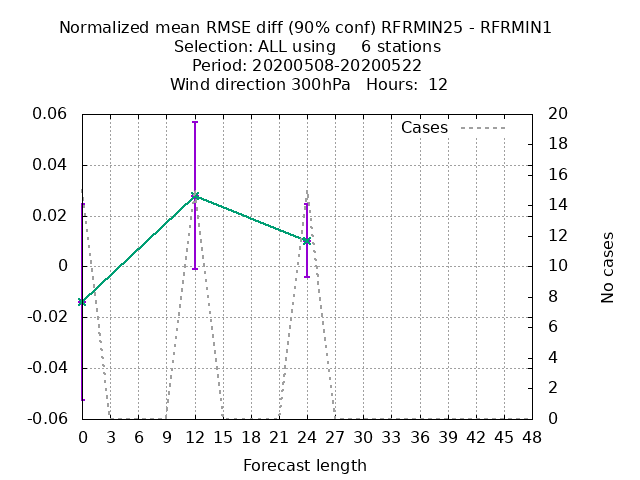 Normalized mean RMSE diff (90% conf) RFRMIN25 - RFRMIN1
Selection: ALL using     6 stations
Period: 20200508-20200522
Wind direction 300hPa   Hours:  12
Cases
0.06
0.04
0.02
0
-0.02
-0.04
-0.06
20
18
16
14
12
10
8
6
4
2
0
No cases
0 3 6 9 12 15 18 21 24 27 30 33 36 39 42 45 48
Forecast length